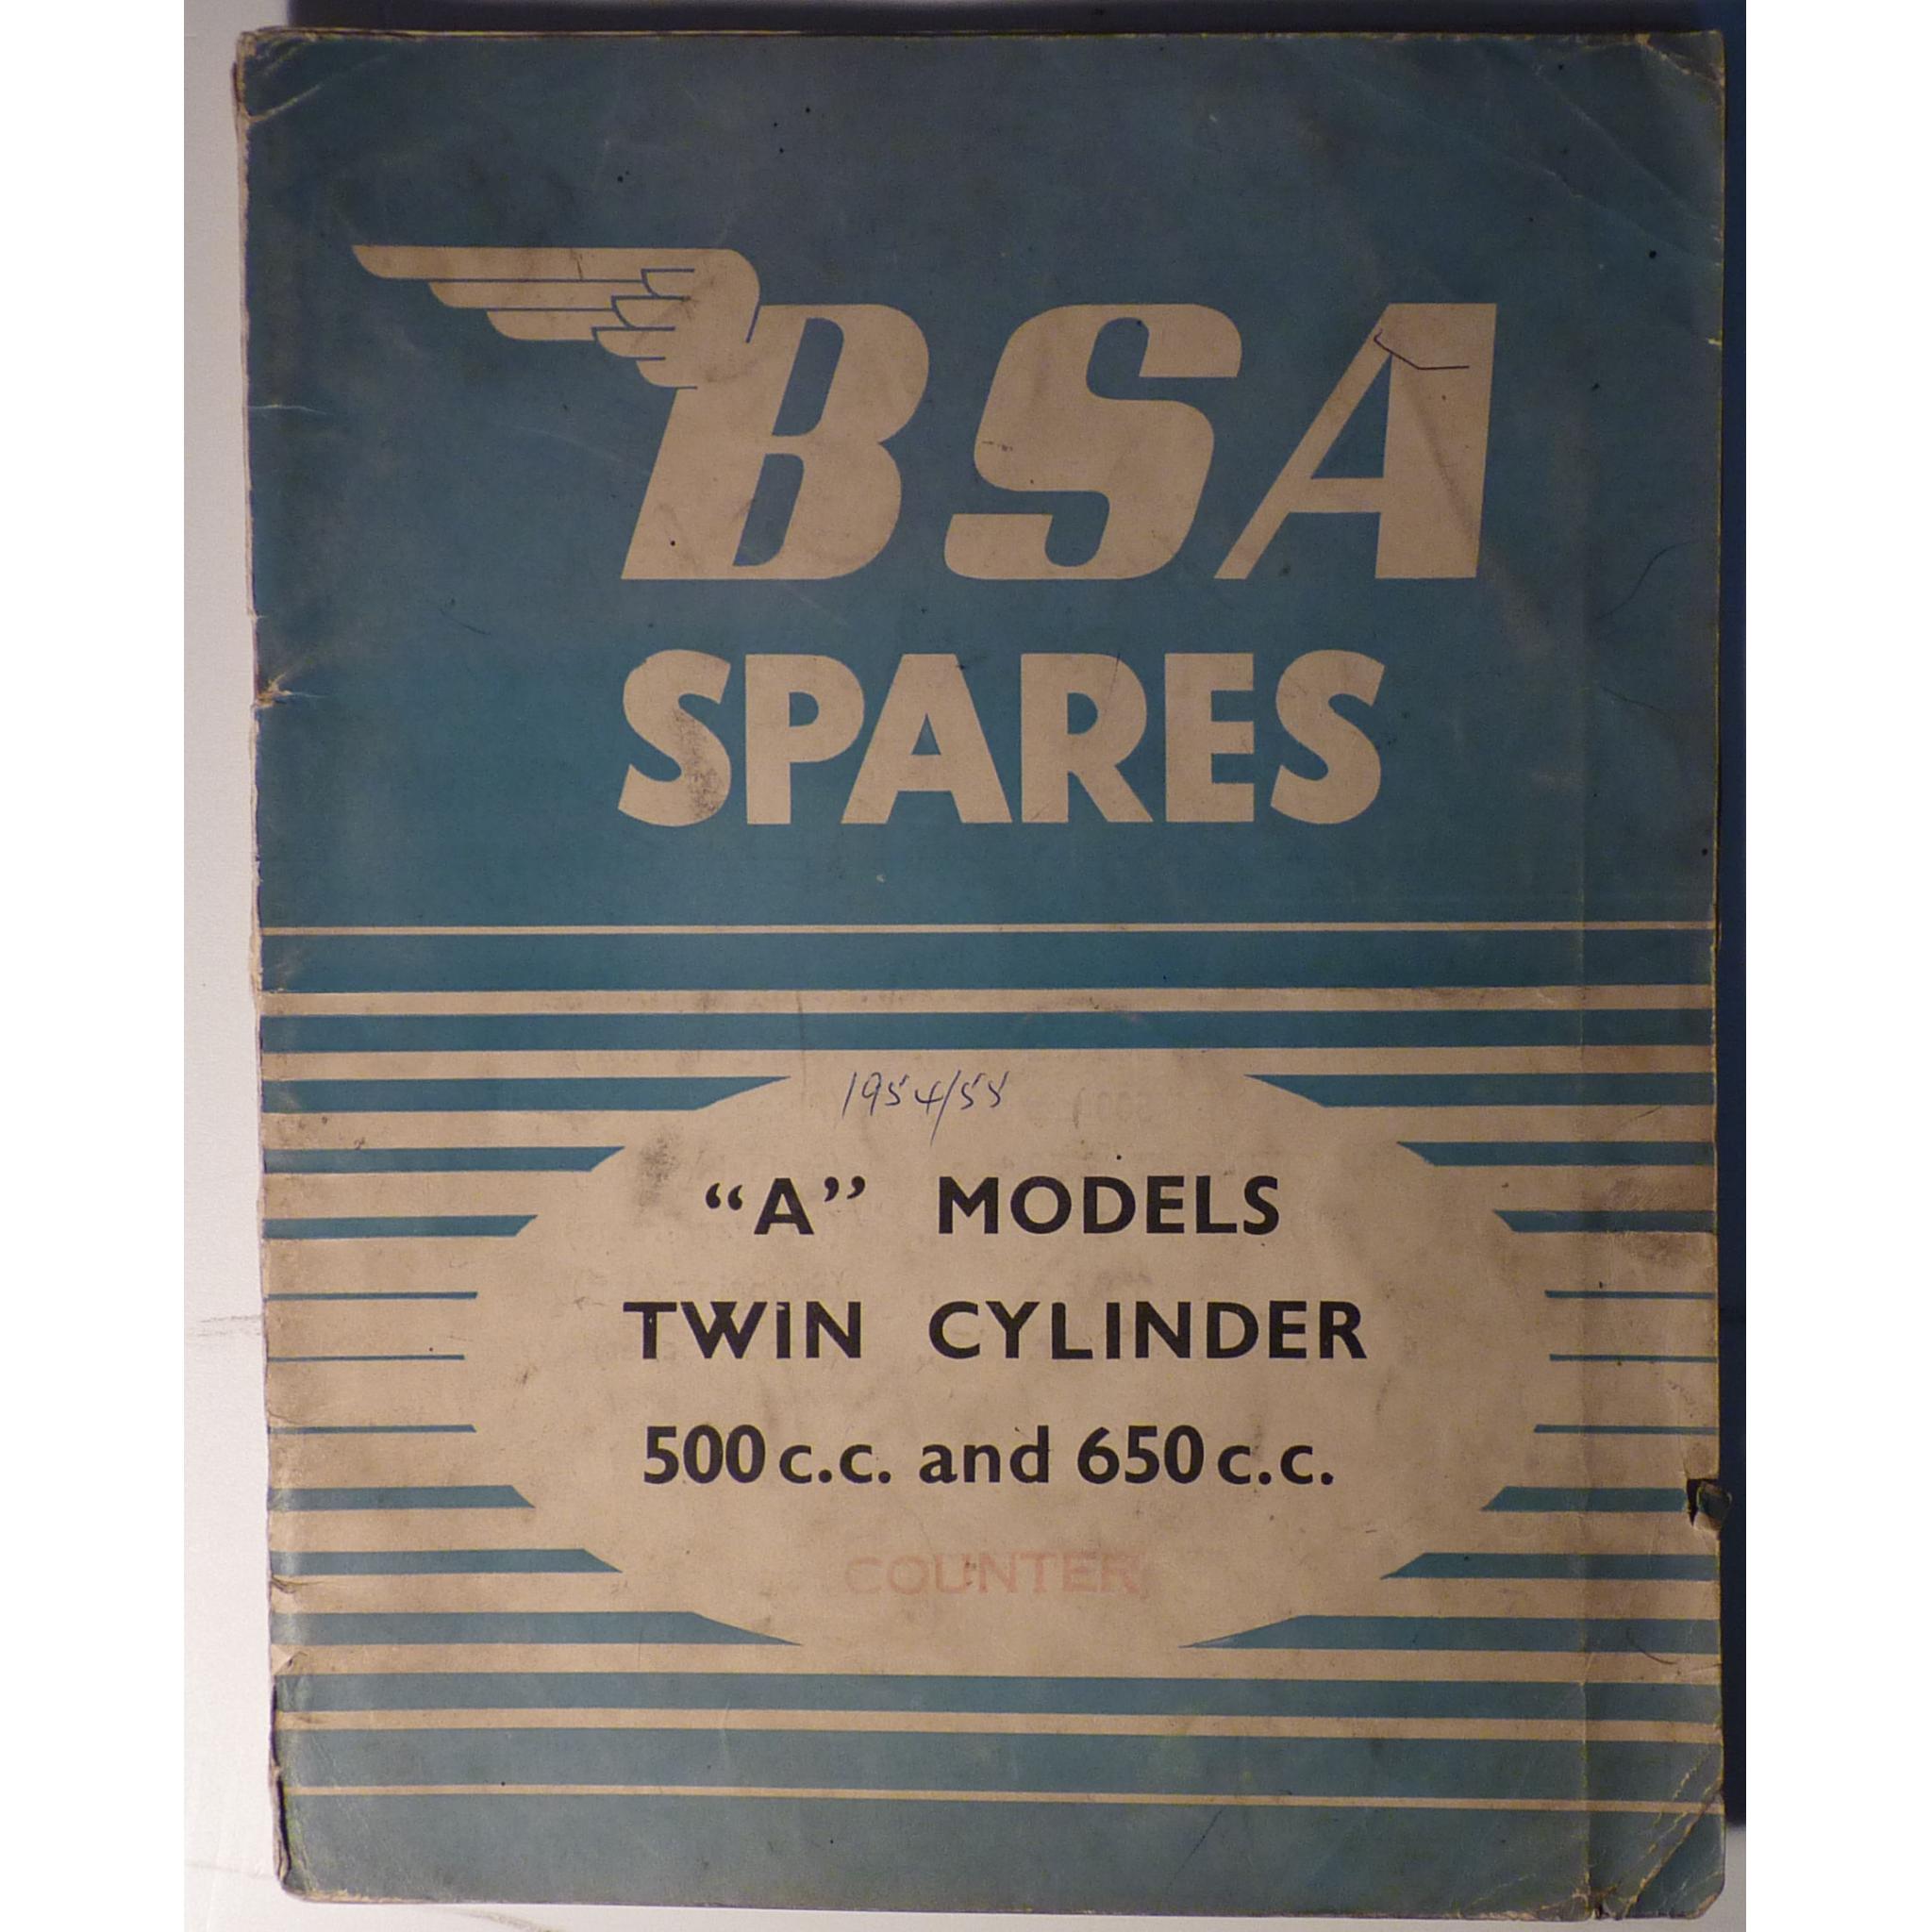 BSA
SPARES
1954/55
“A” MODELS
TWIN CYLINDER
500 c.c. and 650 c.c.
COUNTER